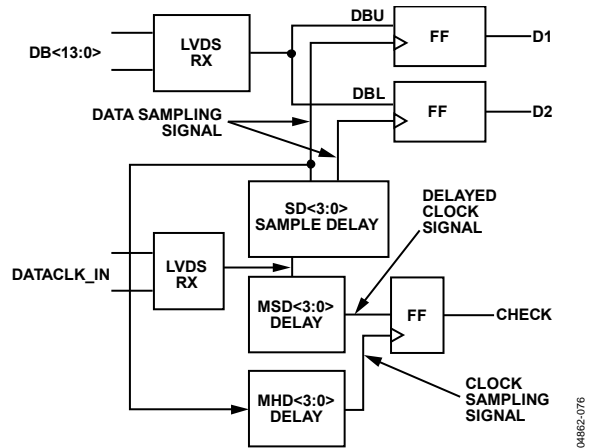 DBU
FF
D1
LVDS
RX
DB<13:0>
DBL
FF
D2
DATA SAMPLING
SIGNAL
SD<3:0>
SAMPLE DELAY
DELAYED
CLOCK
SIGNAL
LVDS
RX
DATACLK_IN
MSD<3:0>
DELAY
FF
CHECK
MHD<3:0>
DELAY
CLOCK
SAMPLING
SIGNAL
04862-076